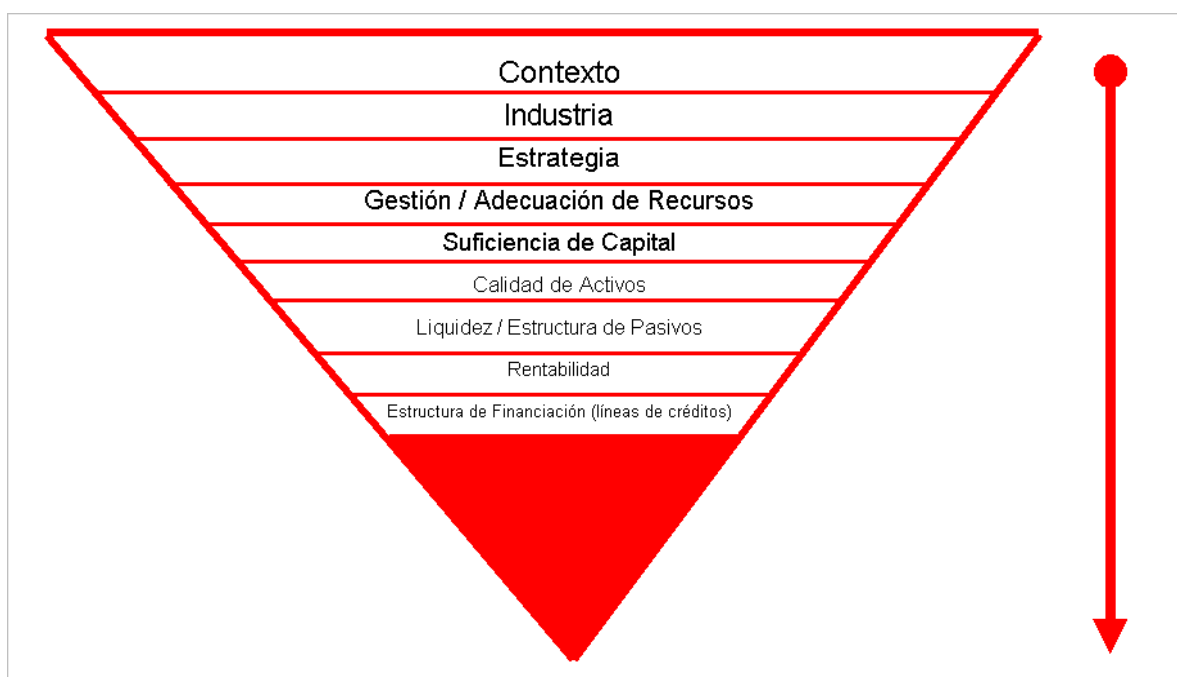 Contexto
Industria
Estrategia
Gestión / Adecuación de Recursos
Suficiencia de Capital
Calidad de Activos
Liquidez / Estructura de Pasivos
Rentabilidad
Estructura de Financiación (líneas de créditos)